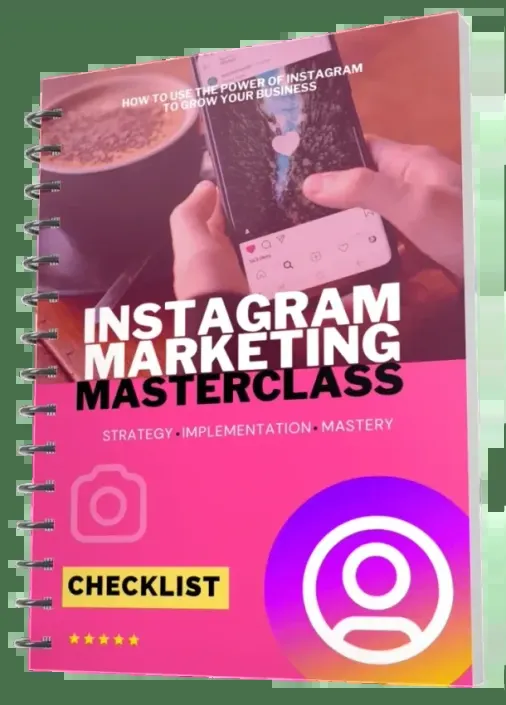 HOW TO USE THE POWER OF INSTAGRAM
TO GROW YOUR BUSINESS
INSTAGRAM
MARKETING
MASTERCLASS
STRATEGY • IMPLEMENTATION • MASTERY
CHECKLIST